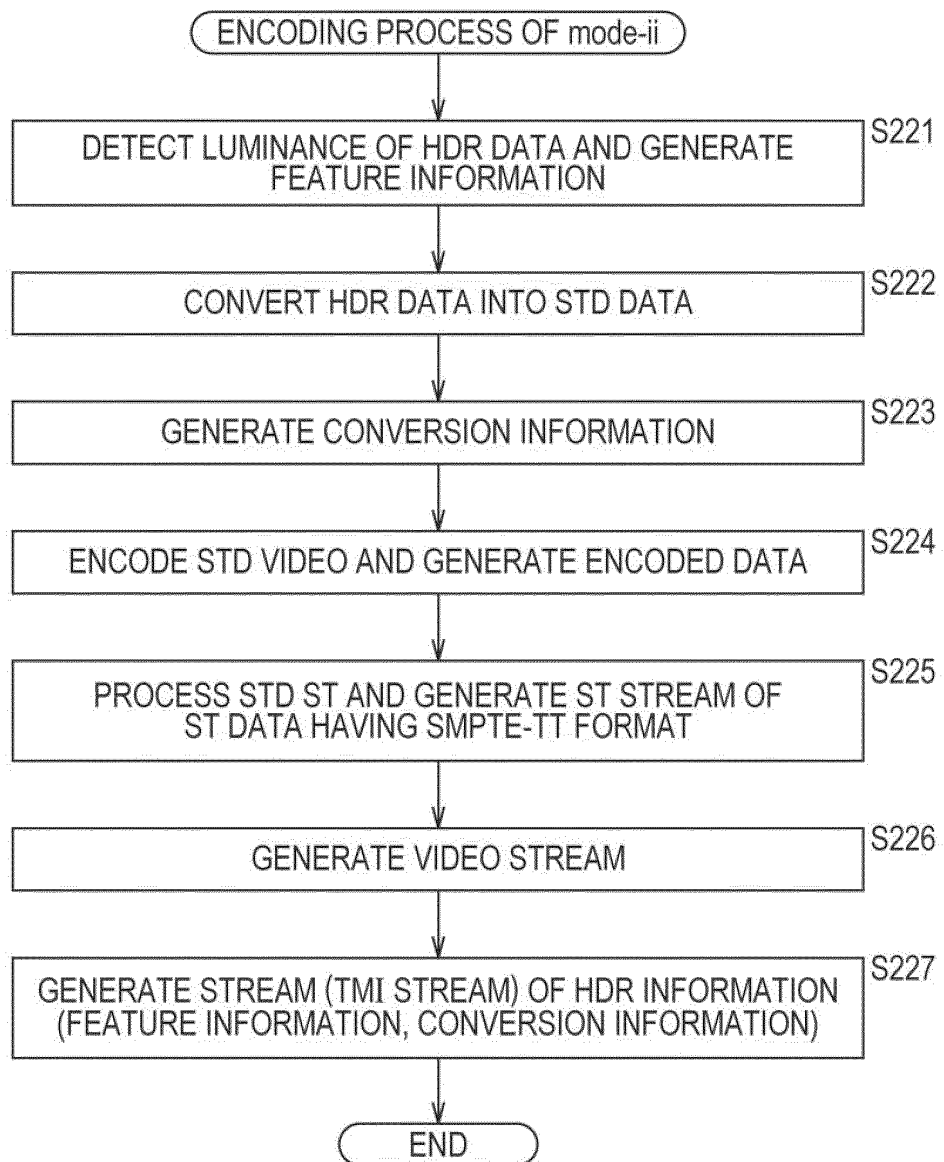 ENCODING PROCESS OF mode-ii
S221
DETECT LUMINANCE OF HDR DATA AND GENERATE
FEATURE INFORMATION
S222
CONVERT HDR DATA INTO STD DATA
S223
GENERATE CONVERSION INFORMATION
S224
ENCODE STD VIDEO AND GENERATE ENCODED DATA
S225
PROCESS STD ST AND GENERATE ST STREAM OF
ST DATA HAVING SMPTE-TT FORMAT
S226
GENERATE VIDEO STREAM
S227
GENERATE STREAM (TMI STREAM) OF HDR INFORMATION
(FEATURE INFORMATION, CONVERSION INFORMATION)
END